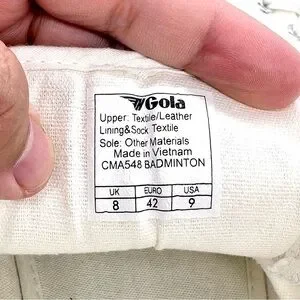 Gola
Upper: Textile/Leather
Lining&Sock Textile
Sole: Other Materials
Made in Vietnam
CMA548 BADMINTON
UK EURO USA
8 42 9